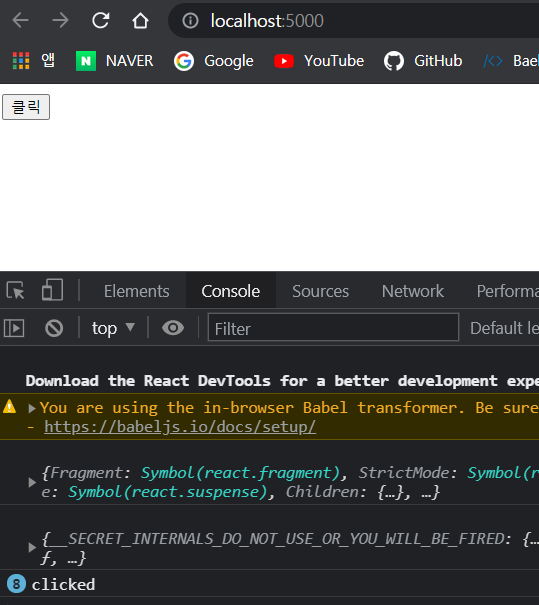 localhost:5000
앱 NAVER Google YouTube GitHub Bae
클릭
Elements Console Sources Network Performa
top ▼ Filter Default le
Download the React DevTools for a better development expe
▶You are using the in-browser Babel transformer. Be sure
- https://babeljs.io/docs/setup/
{Fragment: Symbol(react.fragment), StrictMode: Symbol(r
▶ e: Symbol(react.suspense), Children: {…}, …}
{__SECRET_INTERNALS_DO_NOT_USE_OR_YOU_WILL_BE_FIRED: {…
▶ ƒ, …}
8 clicked